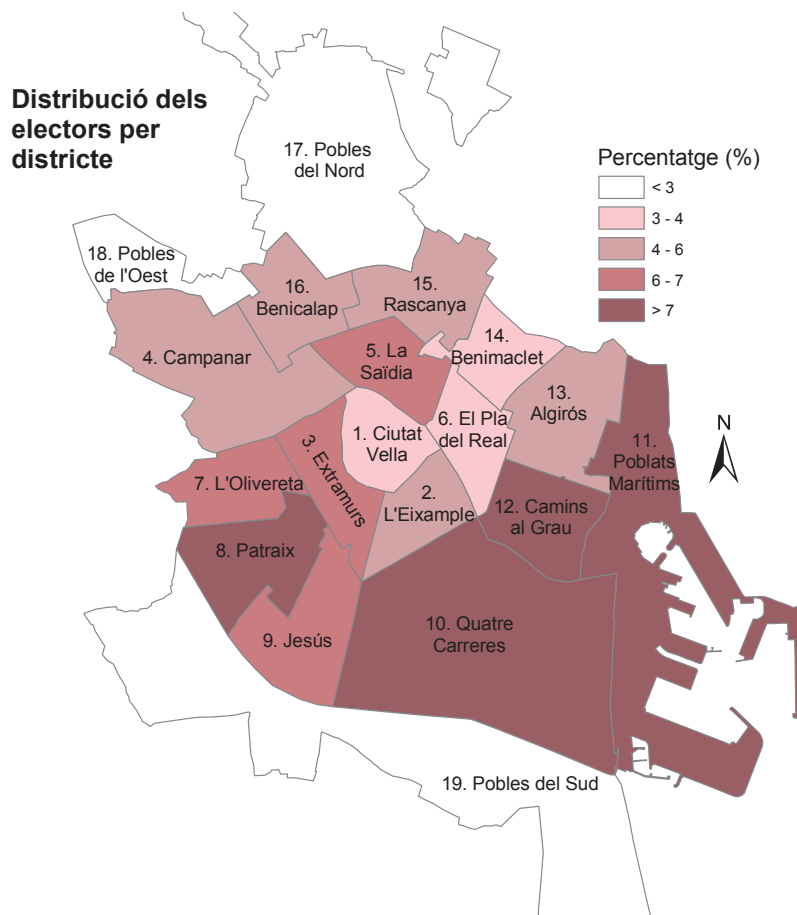 Distribució dels
electors per
districte
17. Pobles
del Nord
Percentatge (%)
< 3
3 - 4
4 - 6
6 - 7
> 7
18. Pobles
de l'Oest
16.
Benicalap
15.
Rascanya
14.
Benimaclet
4. Campanar
5. La
Saïdia
13.
Algirós
6. El Pla
del Real
1. Ciutat
Vella
3. Extramurs
11.
Poblats
Marítims
N
7. L'Olivereta
2.
L'Eixample
12. Camins
al Grau
8. Patraix
9. Jesús
10. Quatre
Carreres
19. Pobles del Sud